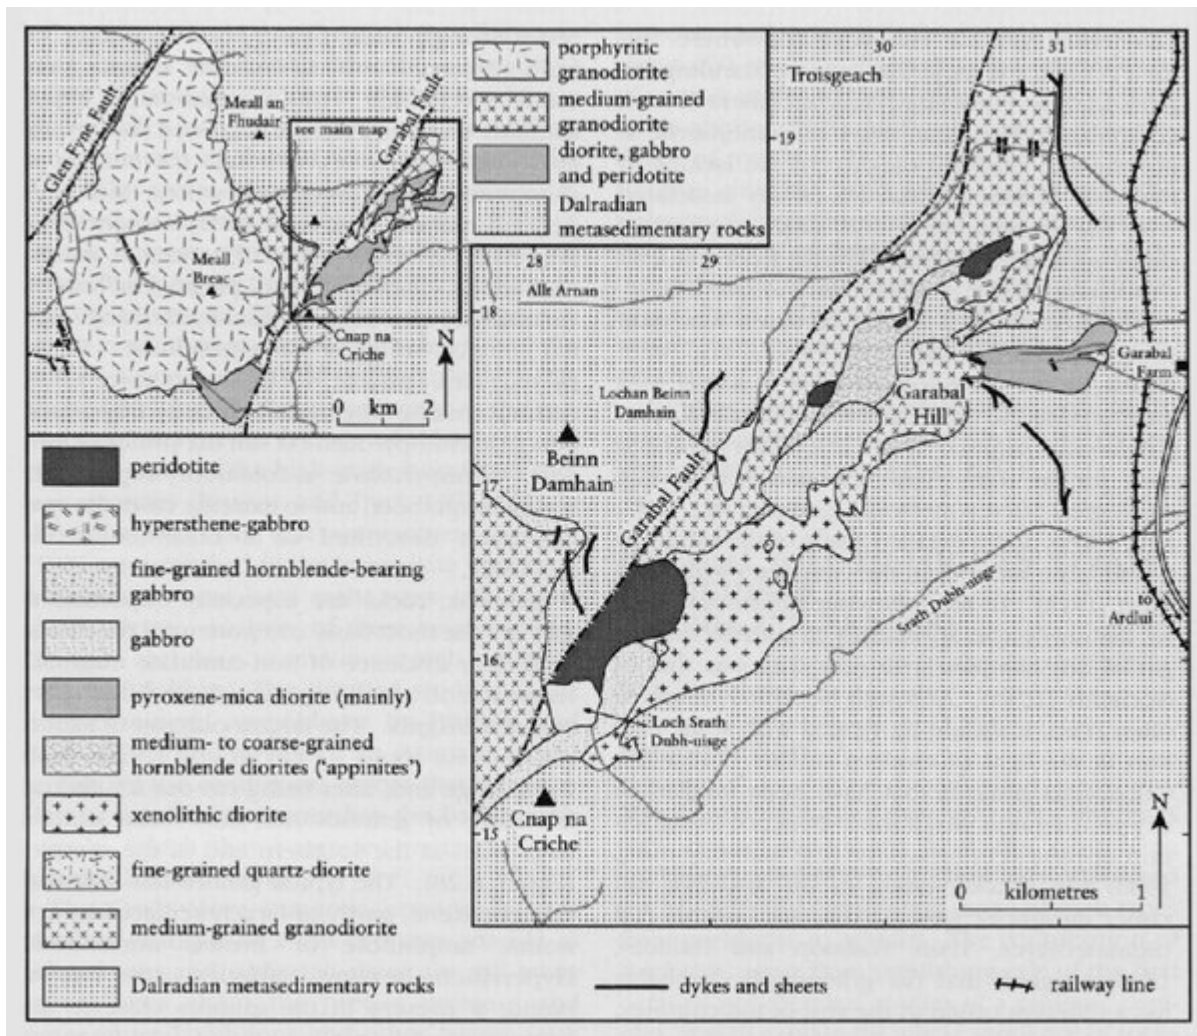 Glen Fyne Fault
Meall an
Fhudair
Garabal Fault
see main map
Meall
Breac
Cnap na
Criche
N
0 km 2
porphyritic
granodiorite
medium-grained
granodiorite
diorite, gabbro
and peridotite
Dalradian
metasedimentary rocks
peridotite
hypersthene-gabbro
fine-grained hornblende-bearing
gabbro
gabbro
pyroxene-mica diorite (mainly)
medium- to coarse-grained
hornblende diorites ('appinites')
xenolithic diorite
fine-grained quartz-diorite
medium-grained granodiorite
Dalradian metasedimentary rocks
dykes and sheets
railway line
30
31
Troisgeach
19
28
29
Allt Arnan
18
Lochan Beinn
Damhain
Garabal
Farm
Garabal
Hill
Beinn
Damhain
17
Garabal Fault
Srath Dubh-uisge
to
Ardlui
16
Loch Srath
Dubh-uisge
Cnap na
Criche
15
N
0 kilometres 1